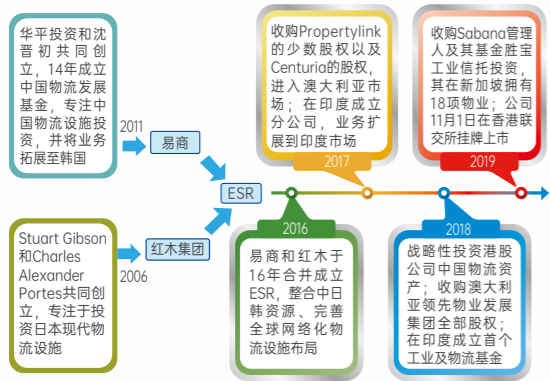 华平投资和沈
晋初共同创
立，14年成立
中国物流发展
基金，专注中
国物流设施投
资，并将业务
拓展至韩国
2011
易商
Stuart Gibson
和Charles
Alexander
Portes共同创
立，专注于投
资日本现代物
流设施
2006
红木集团
ESR
2016
易商和红木于
16年合并成立
ESR，整合中日
韩资源、完善
全球网络化物
流设施布局
收购Propertylink
的少数股权以及
Centuria的股权，
进入澳大利亚市
场；在印度成立
分公司，业务扩
展到印度市场
2017
2018
战略性投资港股
公司中国物流资
产；收购澳大利
亚领先物业发展
集团全部股权；
在印度成立首个
工业及物流基金
收购Sabana管理
人及其基金胜宝
工业信托投资，
其在新加坡拥有
18项物业；公司
11月1日在香港联
交所挂牌上市
2019